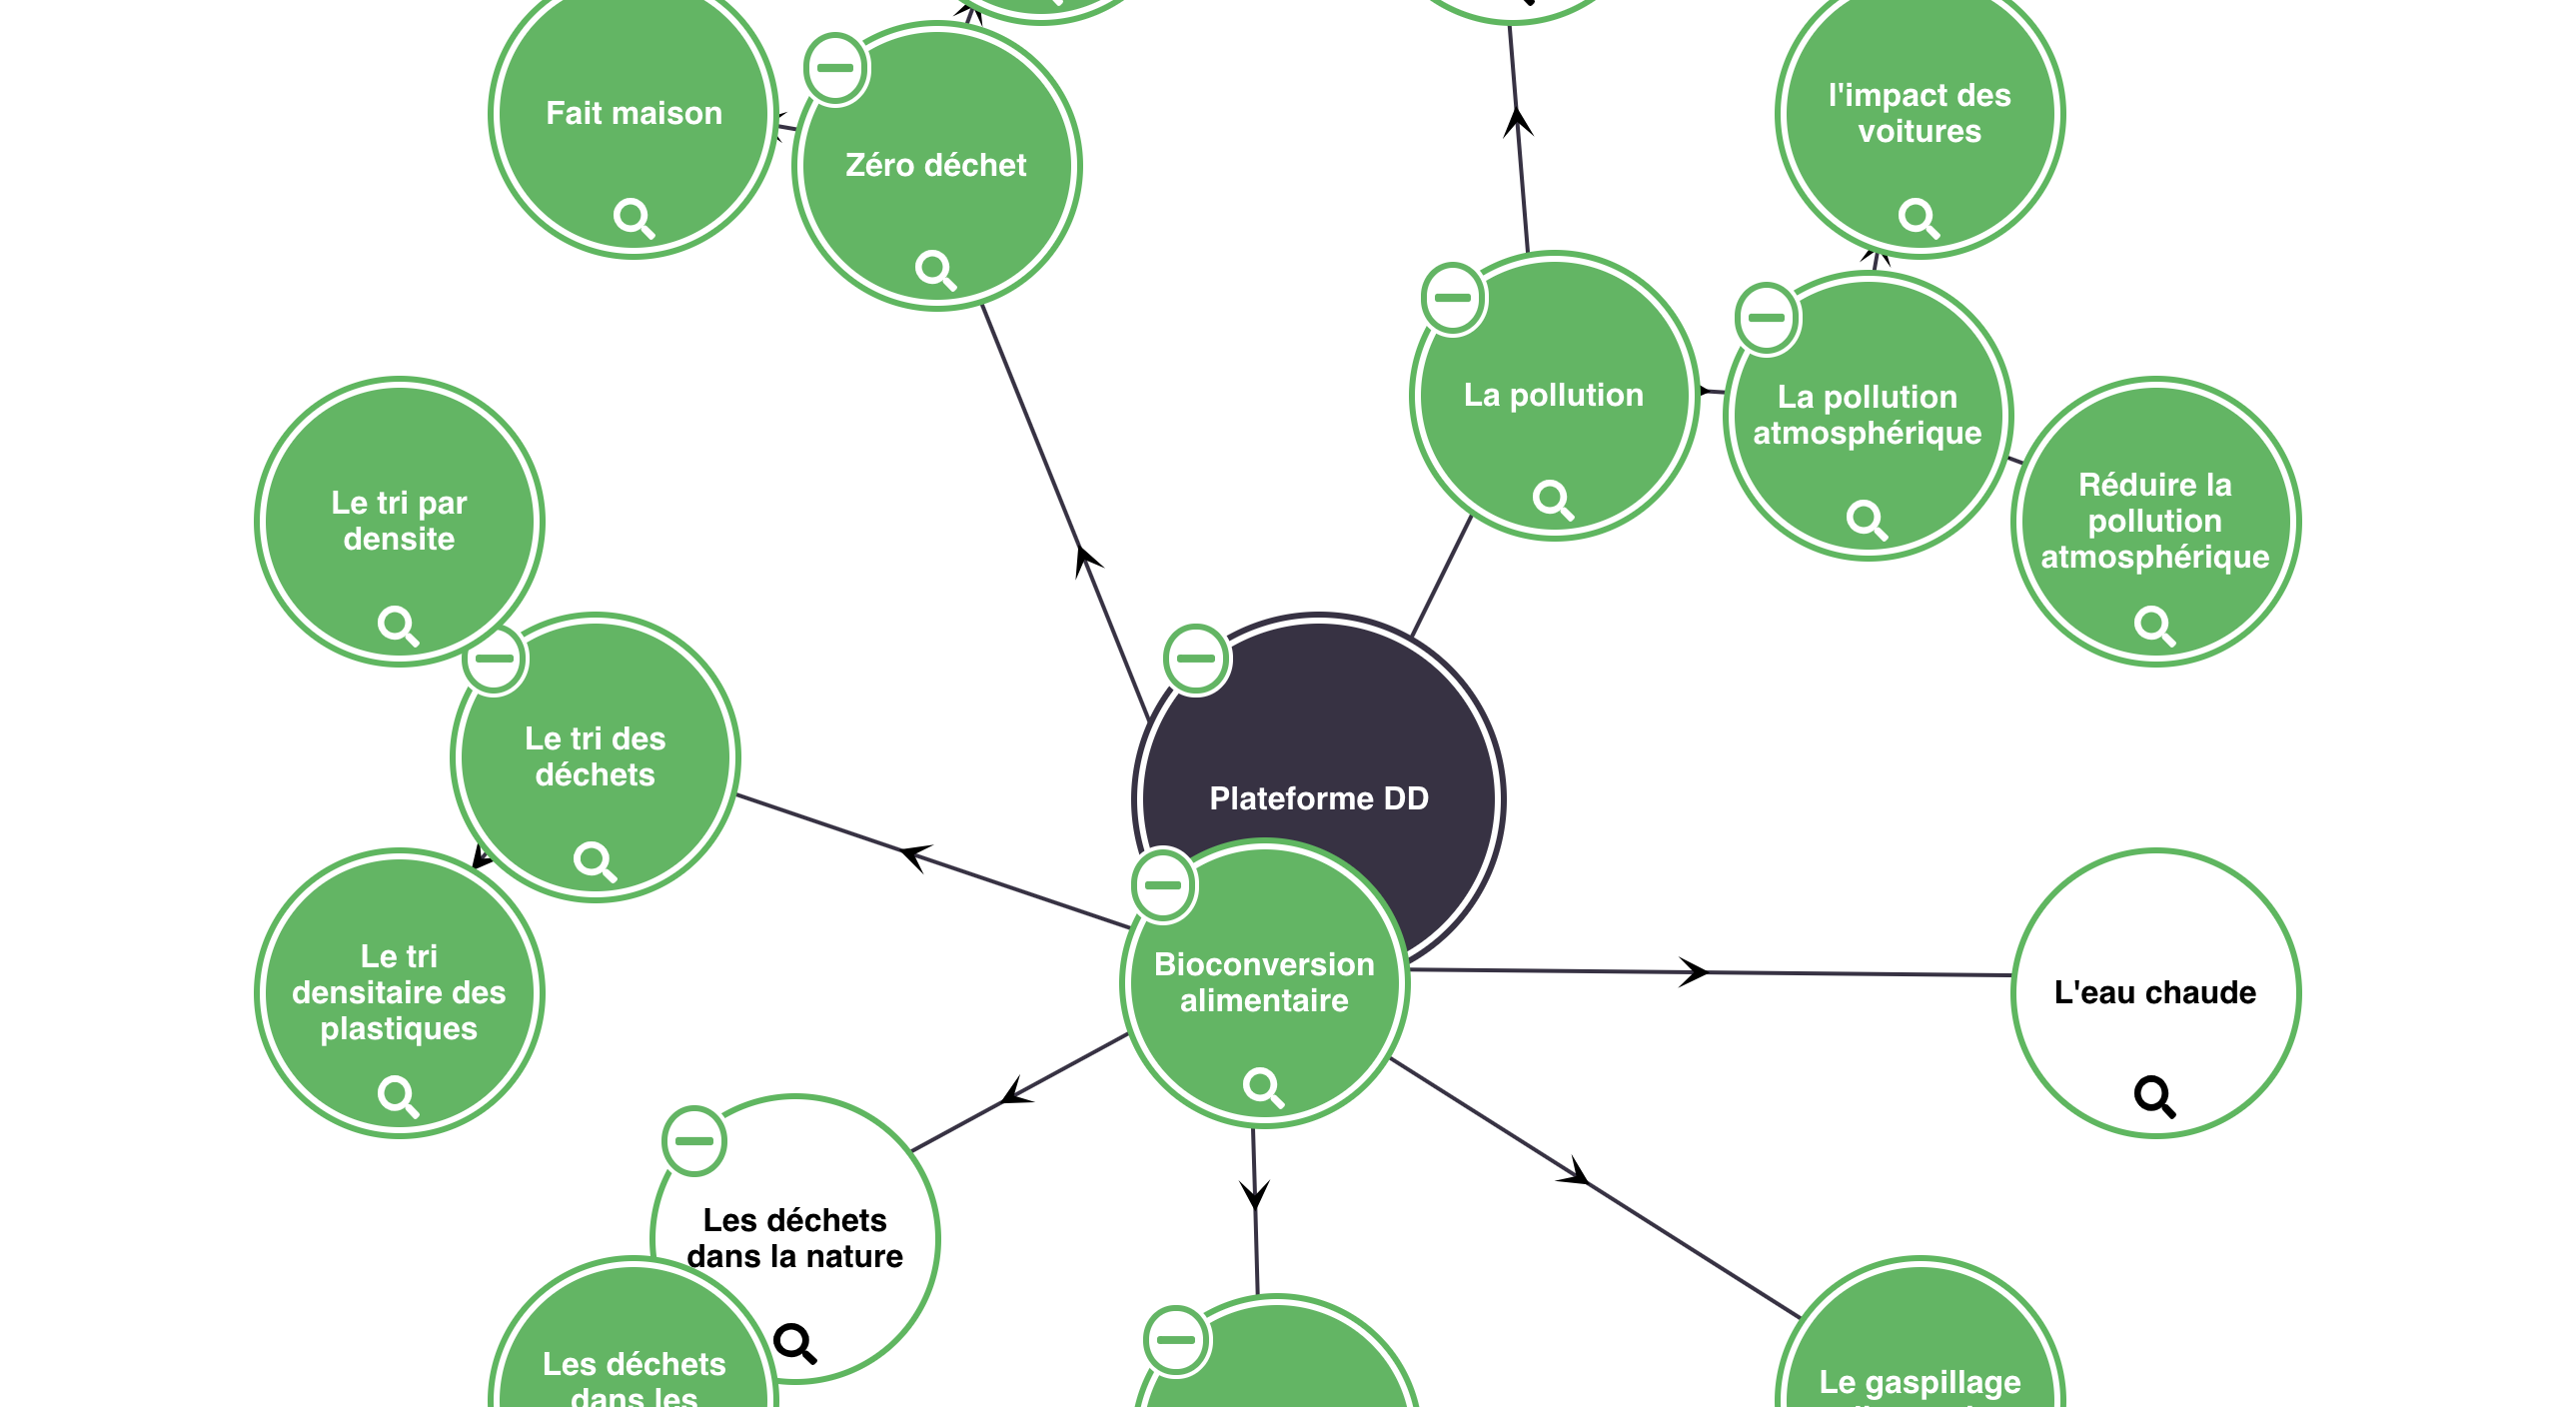 Fait maison
Zéro déchet
l'impact des
voitures
La pollution
La pollution
atmosphérique
Réduire la
pollution
atmosphérique
Le tri par
densite
Le tri des
déchets
Plateforme DD
Le tri
densitaire des
plastiques
Bioconversion
alimentaire
L'eau chaude
Les déchets
dans la nature
Les déchets
dans les
Le gaspillage